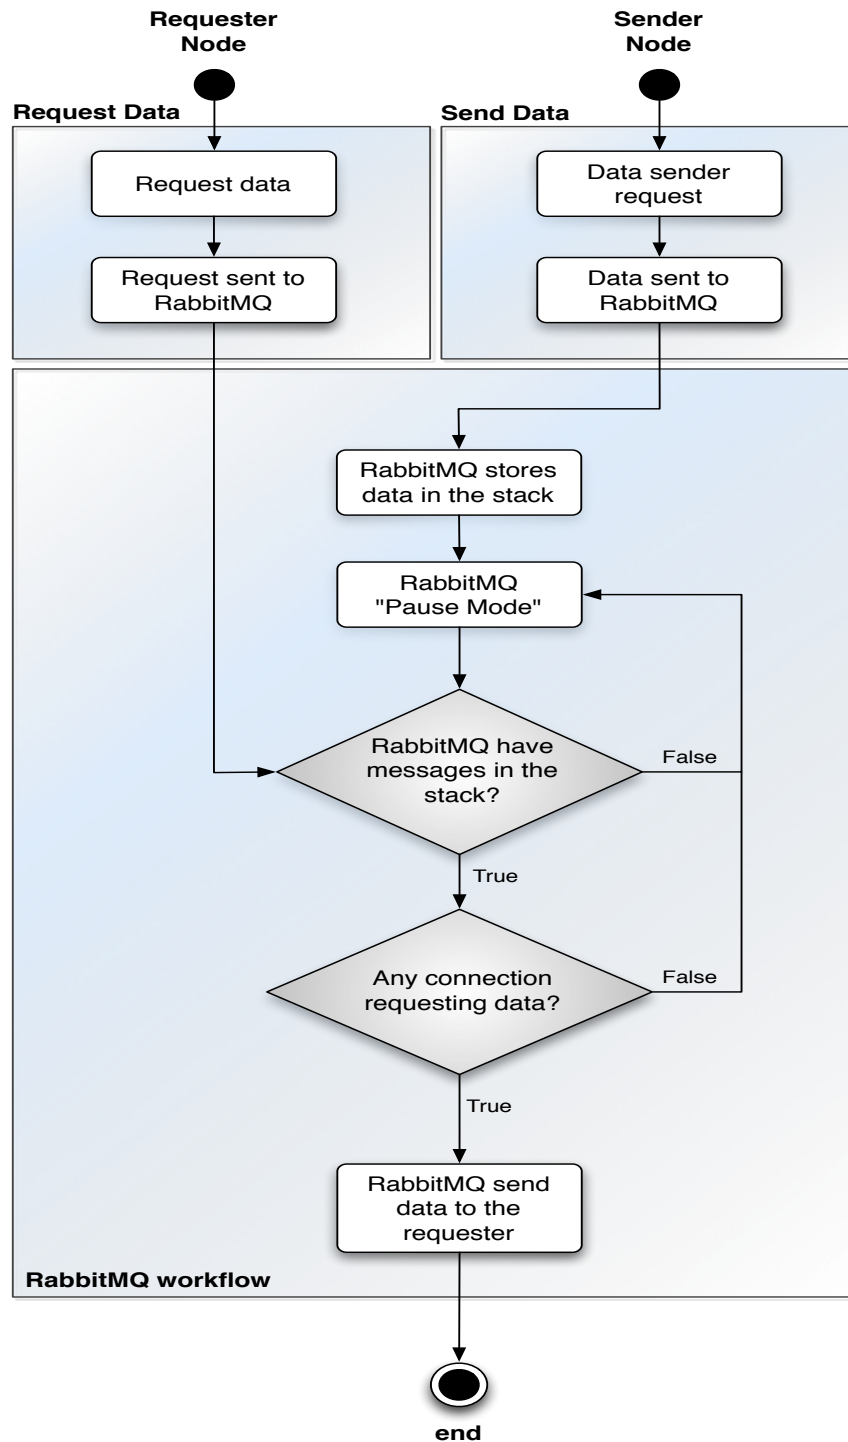 Requester
Node
Sender
Node
Request Data
Send Data
Request data
Data sender
request
Request sent to
RabbitMQ
Data sent to
RabbitMQ
RabbitMQ stores
data in the stack
RabbitMQ
"Pause Mode"
RabbitMQ have
messages in the
stack?
False
True
Any connection
requesting data?
False
True
RabbitMQ send
data to the
requester
RabbitMQ workflow
end